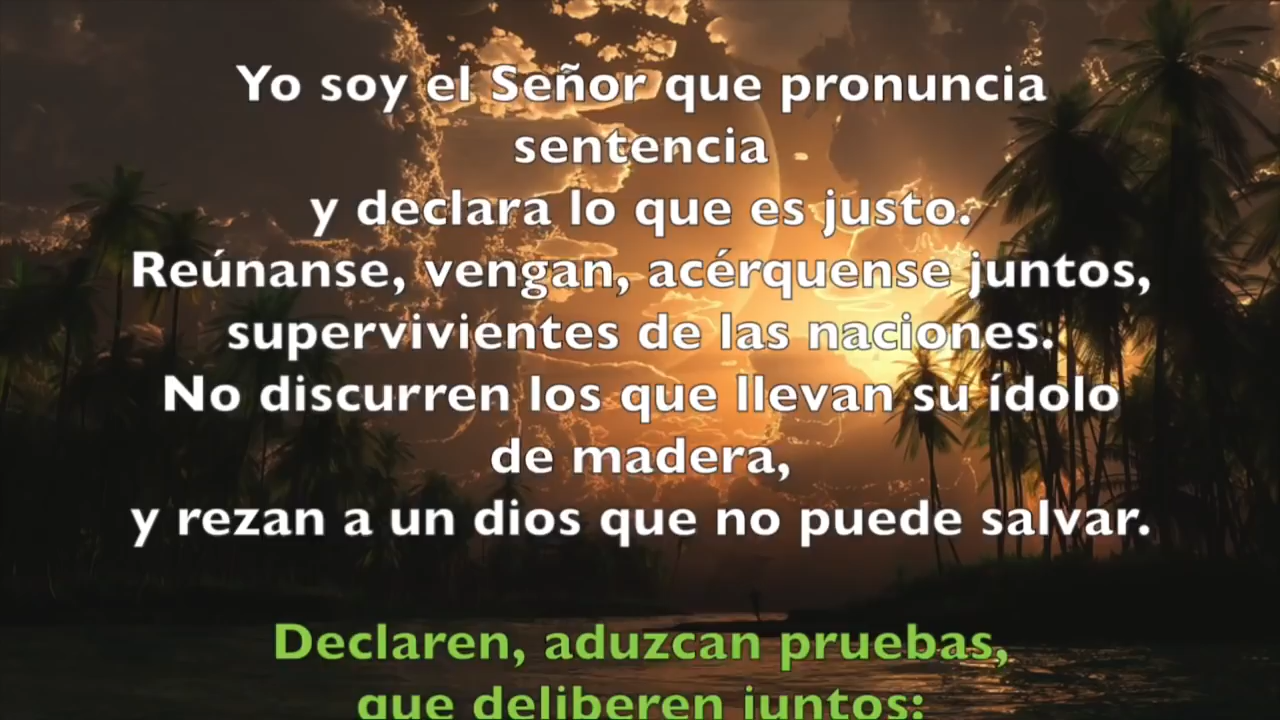 Yo soy el Señor que pronuncia
sentencia
y declara lo que es justo.
Reúnanse, vengan, acérquense juntos,
supervivientes de las naciones.
No discurren los que llevan su ídolo
de madera,
y rezan a un dios que no puede salvar.
Declaren, aduzcan pruebas,
que deliberen juntos: